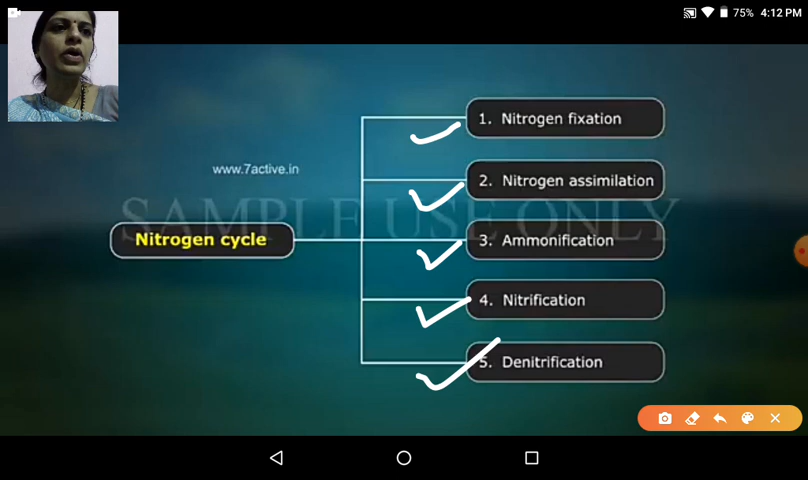 75% 4:12 PM
www.7active.in
SAMPLE USE ONLY
Nitrogen cycle
1. Nitrogen fixation
2. Nitrogen assimilation
3. Ammonification
4. Nitrification
5. Denitrification